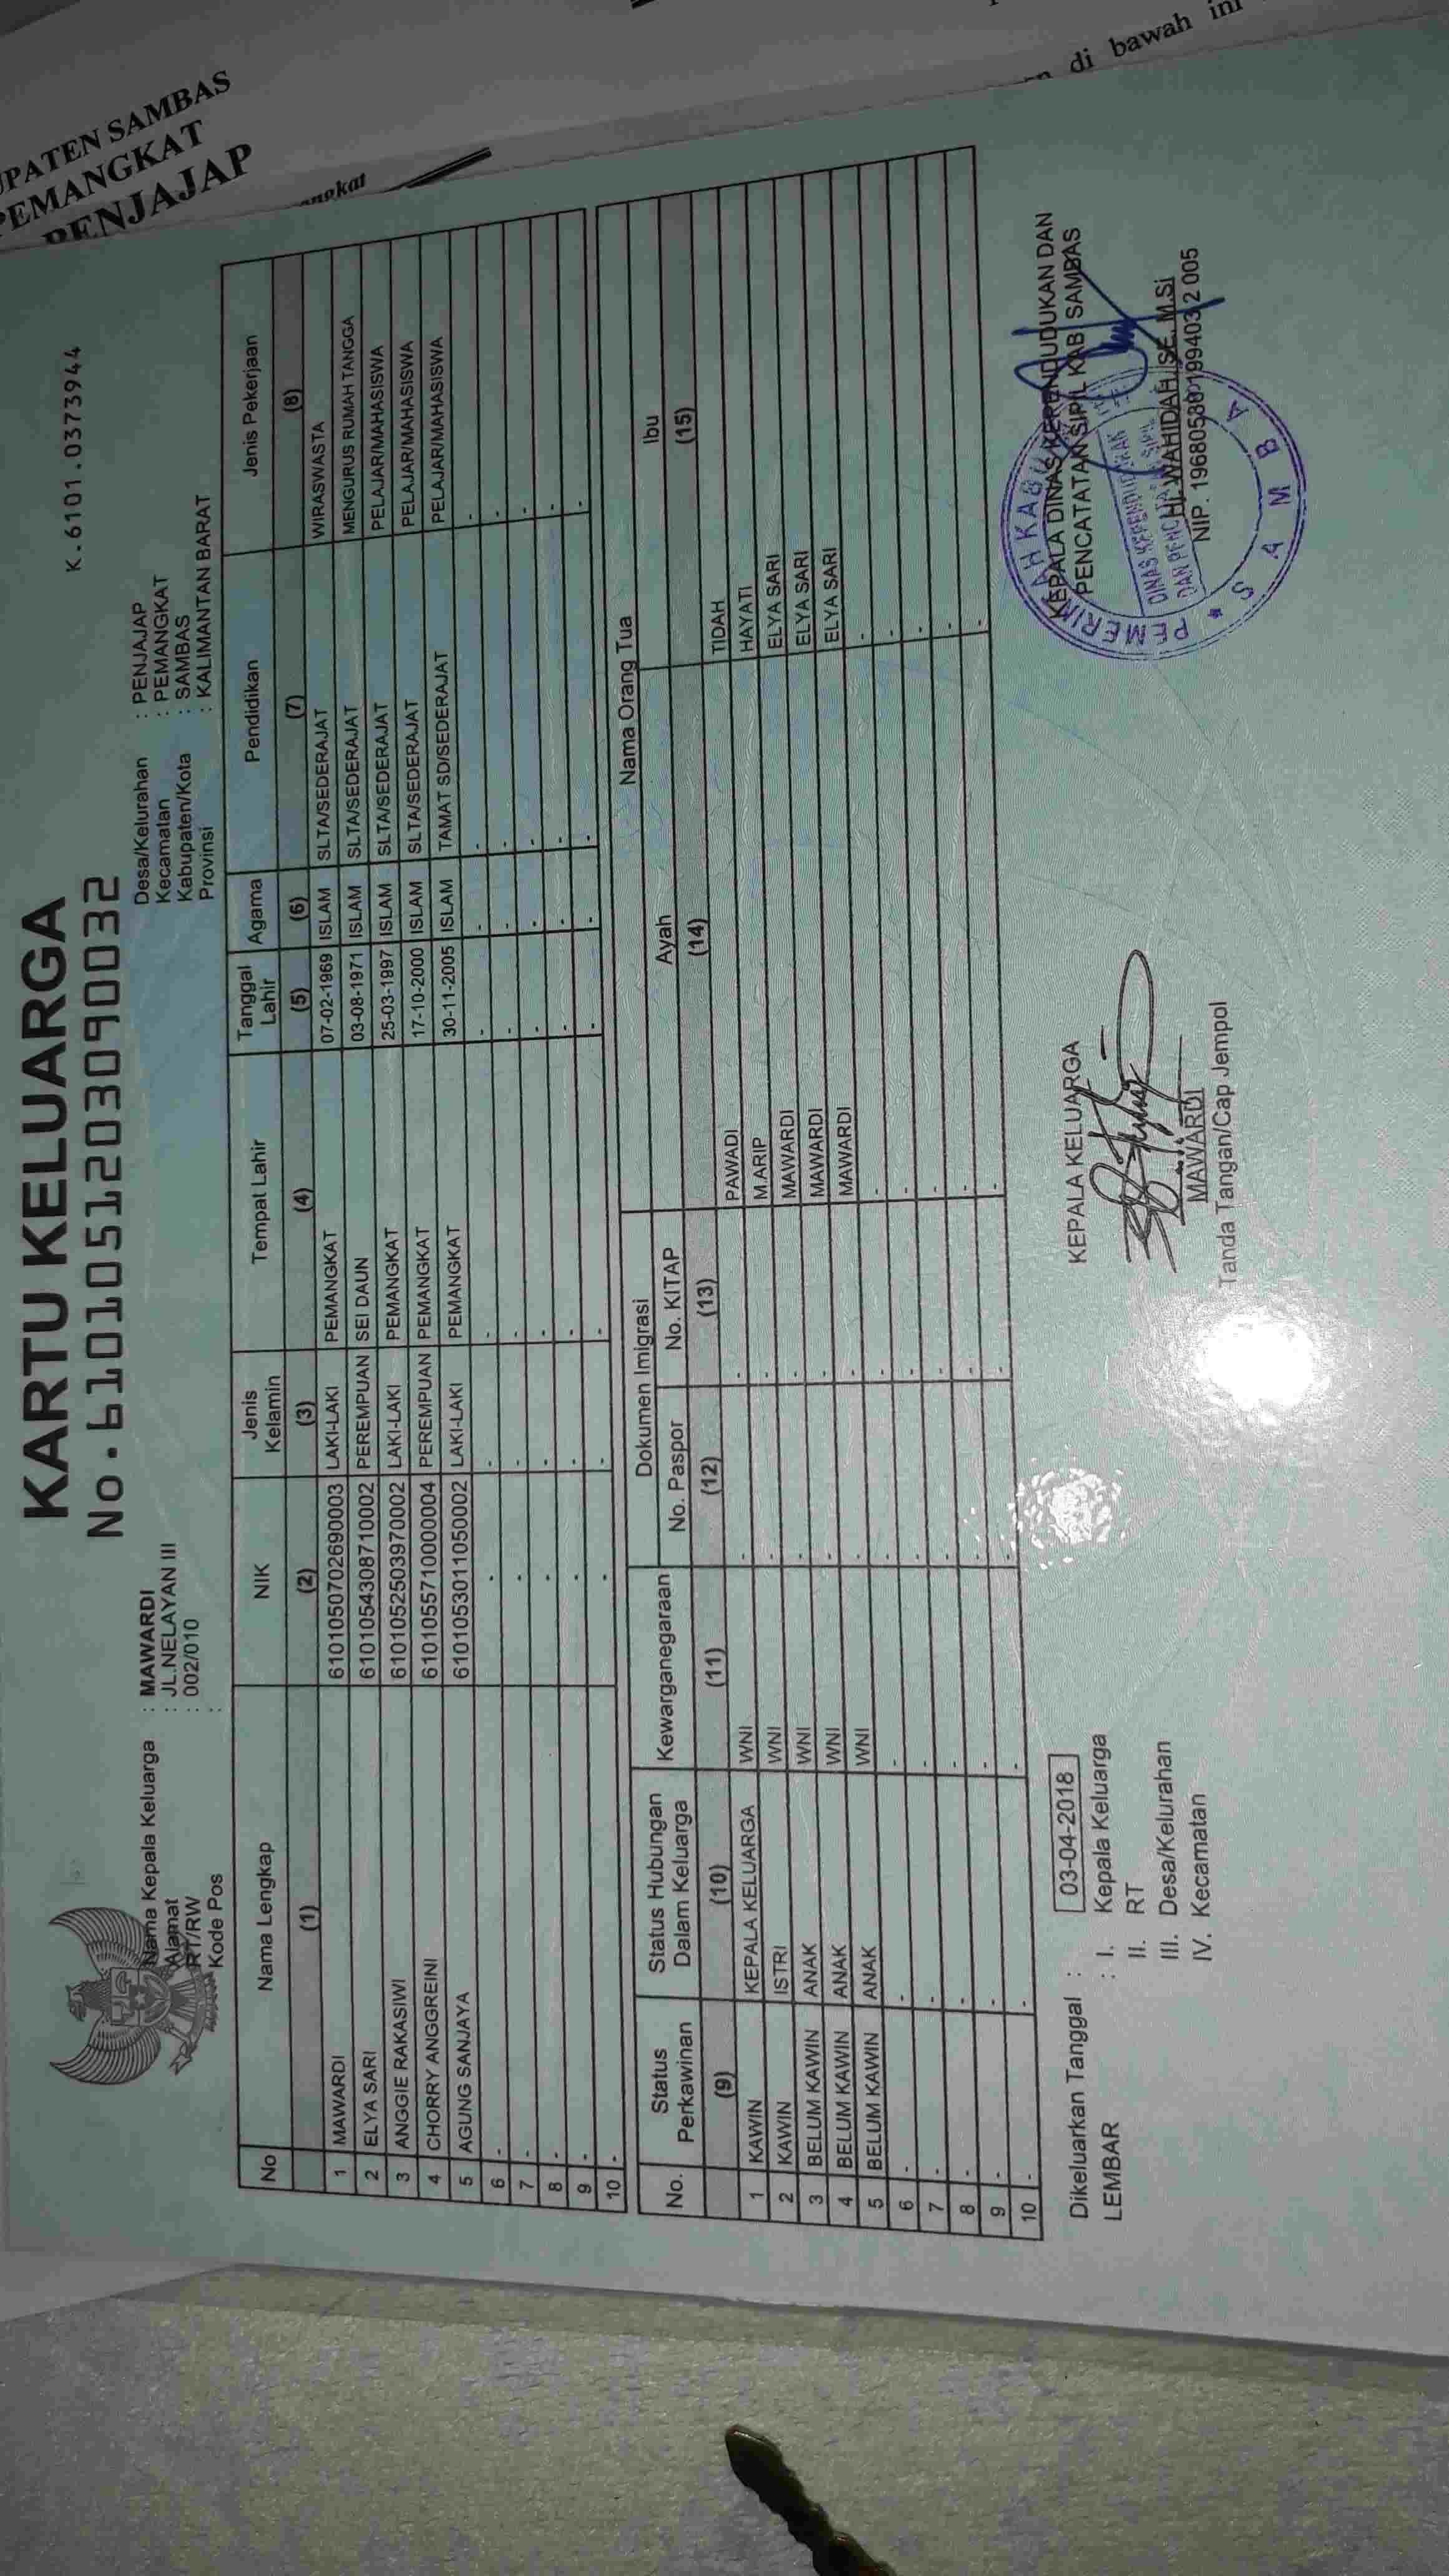 KARTU KELUARGA
No. 6101051203090032
K.6101.0373944
Nama Kepala Keluarga : MAWARDI
Alamat : JL.NELAYAN III
RT/RW : 002/010
Kode Pos :
Desa/Kelurahan : PENJAJAP
Kecamatan : PEMANGKAT
Kabupaten/Kota : SAMBAS
Provinsi : KALIMANTAN BARAT
No Nama Lengkap NIK Jenis Kelamin Tempat Lahir Tanggal Lahir Agama Pendidikan Jenis Pekerjaan
(1) (2) (3) (4) (5) (6) (7) (8)
1 MAWARDI 6101050702690003 LAKI-LAKI PEMANGKAT 07-02-1969 ISLAM SLTA/SEDERAJAT WIRASWASTA
2 ELYA SARI 6101054308710002 PEREMPUAN SEI DAUN 03-08-1971 ISLAM SLTA/SEDERAJAT MENGURUS RUMAH TANGGA
3 ANGGIE RAKASIWI 6101052503970002 LAKI-LAKI PEMANGKAT 25-03-1997 ISLAM SLTA/SEDERAJAT PELAJAR/MAHASISWA
4 CHORRY ANGGREINI 6101055710000004 PEREMPUAN PEMANGKAT 17-10-2000 ISLAM SLTA/SEDERAJAT PELAJAR/MAHASISWA
5 AGUNG SANJAYA 6101053011050002 LAKI-LAKI PEMANGKAT 30-11-2005 ISLAM TAMAT SD/SEDERAJAT PELAJAR/MAHASISWA
6 - - - - - - - -
7 - - - - - - - -
8 - - - - - - - -
9 - - - - - - - -
10 - - - - - - - -
No. Status Perkawinan Status Hubungan Dalam Keluarga Kewarganegaraan Dokumen Imigrasi Nama Orang Tua
No. Paspor No. KITAP Ayah Ibu
(9) (10) (11) (12) (13) (14) (15)
1 KAWIN KEPALA KELUARGA WNI - - PAWADI TIDAH
2 KAWIN ISTRI WNI - - M.ARIP HAYATI
3 BELUM KAWIN ANAK WNI - - MAWARDI ELYA SARI
4 BELUM KAWIN ANAK WNI - - MAWARDI ELYA SARI
5 BELUM KAWIN ANAK WNI - - MAWARDI ELYA SARI
6 - - - - - - -
7 - - - - - - -
8 - - - - - - -
9 - - - - - - -
10 - - - - - - -
Dikeluarkan Tanggal : 03-04-2018
LEMBAR : I. Kepala Keluarga
II. RT
III. Desa/Kelurahan
IV. Kecamatan
KEPALA KELUARGA
MAWARDI
Tanda Tangan/Cap Jempol
KEPALA DINAS KEPENDUDUKAN DAN
PENCATATAN SIPIL KAB SAMBAS
Hj. WAHIDAH, SE, M.Si
NIP. 19680530 199403 2 005
PEMERINTAH KAB
DINAS KEPENDUDUKAN
DAN PENCATATAN SIPIL
SAMBA
UPATEN SAMBAS
PEMANGKAT
PENJAJAP
angkat
di bawah ini